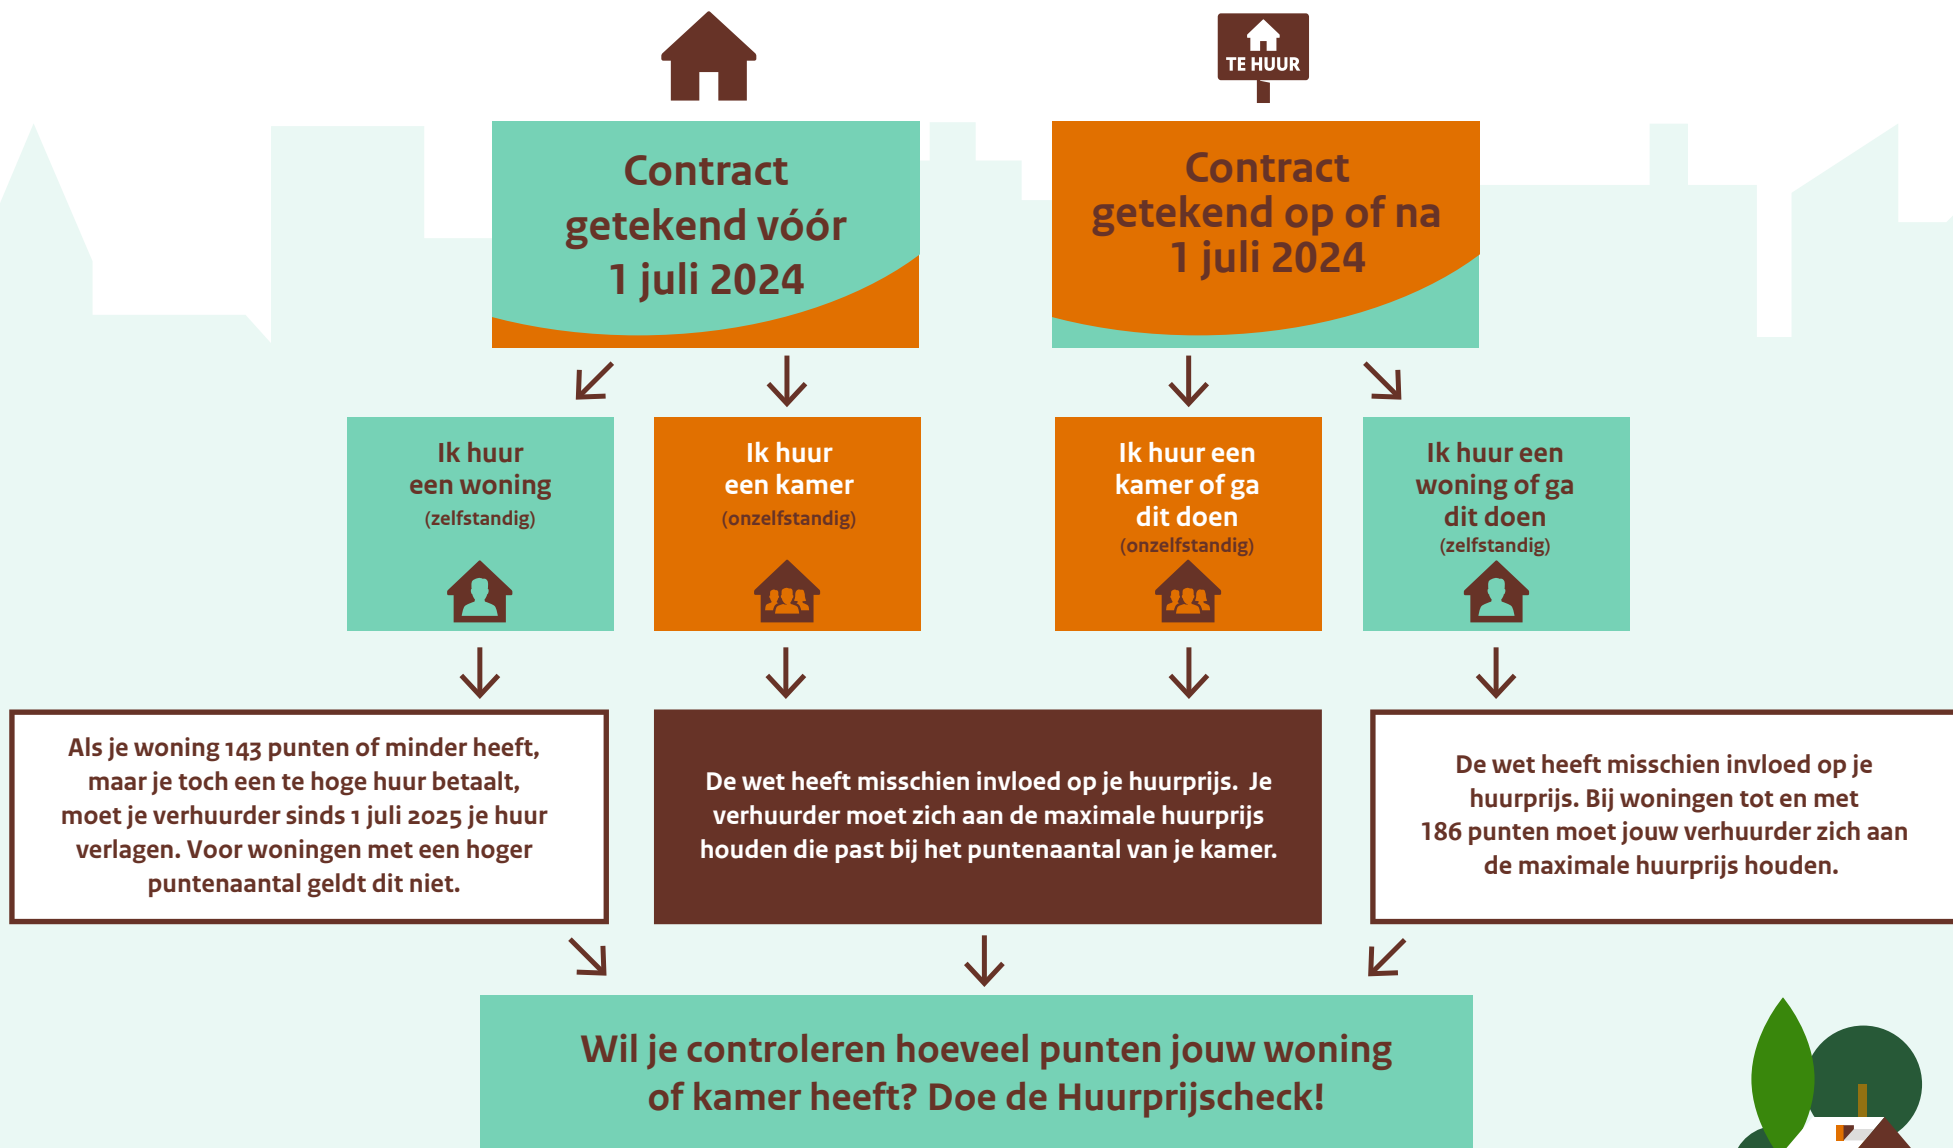 TE HUUR
Contract
getekend vóór
1 juli 2024
Contract
getekend op of na
1 juli 2024
Ik huur
een woning
(zelfstandig)
Ik huur
een kamer
(onzelfstandig)
Ik huur een
kamer of ga
dit doen
(onzelfstandig)
Ik huur een
woning of ga
dit doen
(zelfstandig)
Als je woning 143 punten of minder heeft,
maar je toch een te hoge huur betaalt,
moet je verhuurder sinds 1 juli 2025 je huur
verlagen. Voor woningen met een hoger
puntenaantal geldt dit niet.
De wet heeft misschien invloed op je huurprijs. Je
verhuurder moet zich aan de maximale huurprijs
houden die past bij het puntenaantal van je kamer.
De wet heeft misschien invloed op je
huurprijs. Bij woningen tot en met
186 punten moet jouw verhuurder zich aan
de maximale huurprijs houden.
Wil je controleren hoeveel punten jouw woning
of kamer heeft? Doe de Huurprijscheck!